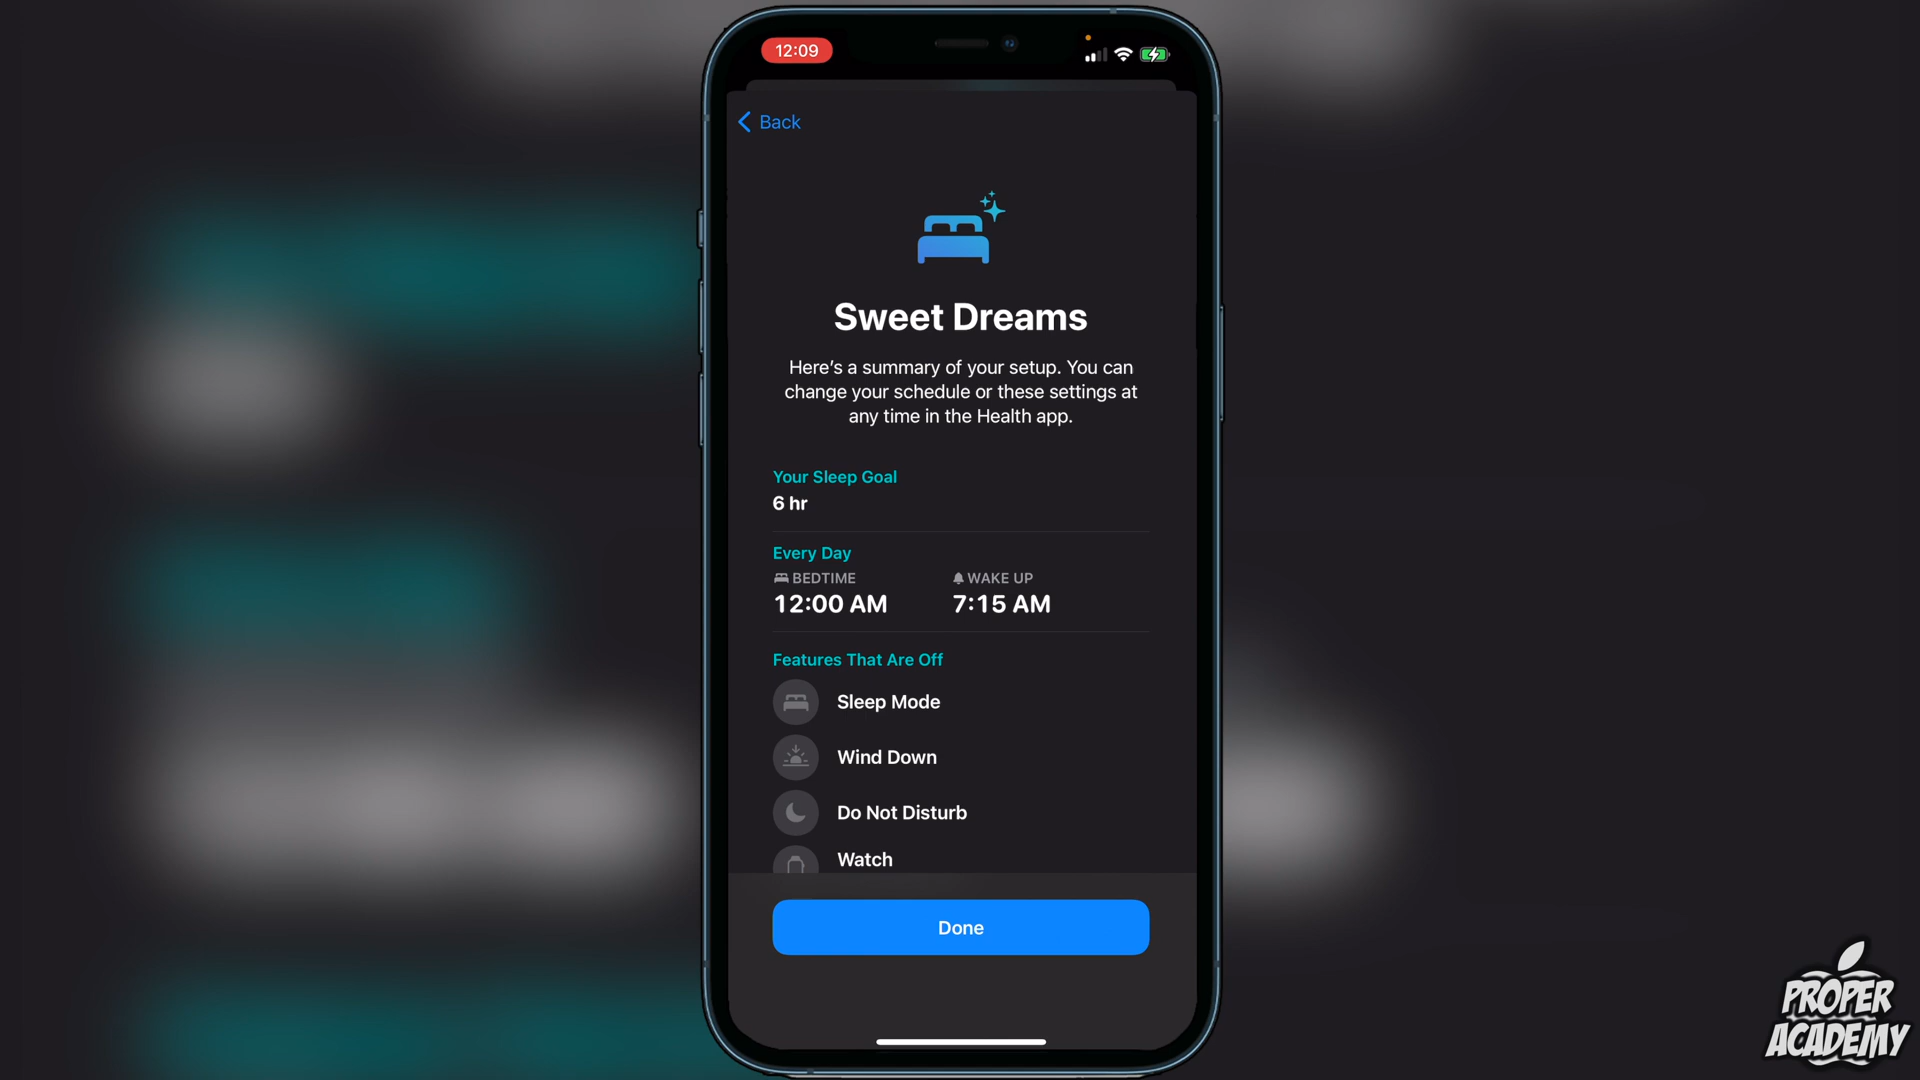 12:09
Back
Sweet Dreams
Here's a summary of your setup. You can
change your schedule or these settings at
any time in the Health app.
Your Sleep Goal
6 hr
Every Day
BEDTIME WAKE UP
12:00 AM 7:15 AM
Features That Are Off
Sleep Mode
Wind Down
Do Not Disturb
Watch
Done
PROPER
ACADEMY